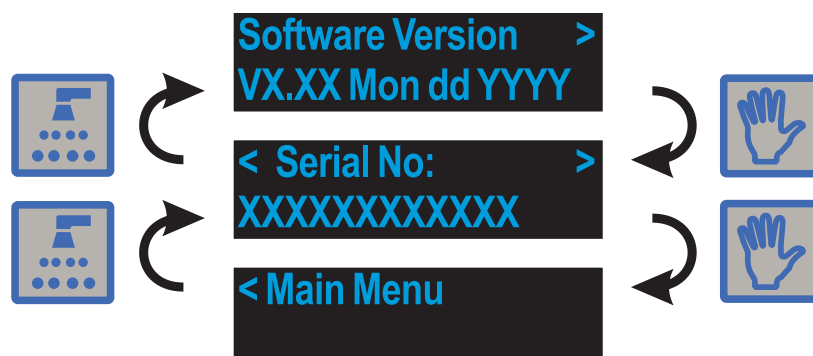 Software Version >
VX.XX Mon dd YYYY
< Serial No: >
XXXXXXXXXXXX
< Main Menu